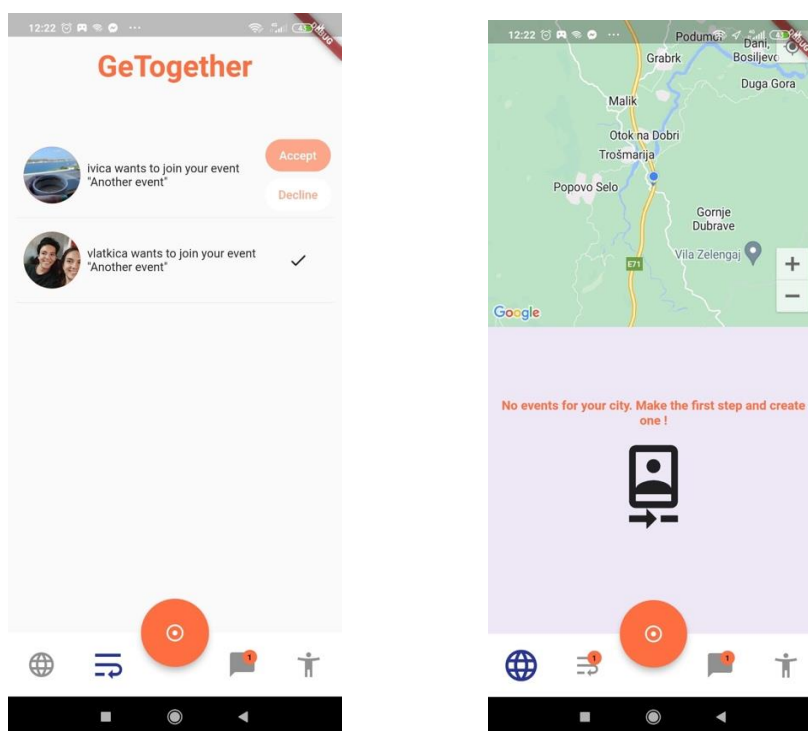 12:22
GeTogether
ivica wants to join your event
"Another event"
Accept
Decline
vlatkica wants to join your event
"Another event"
1
12:22
Grabrk
Dani,
Bosiljevo
Duga Gora
Malik
Otok na Dobri
Trošmarija
Popovo Selo
Gornje
Dubrave
Vila Zelengaj
E71
+
−
Google
No events for your city. Make the first step and create
one !
1
1